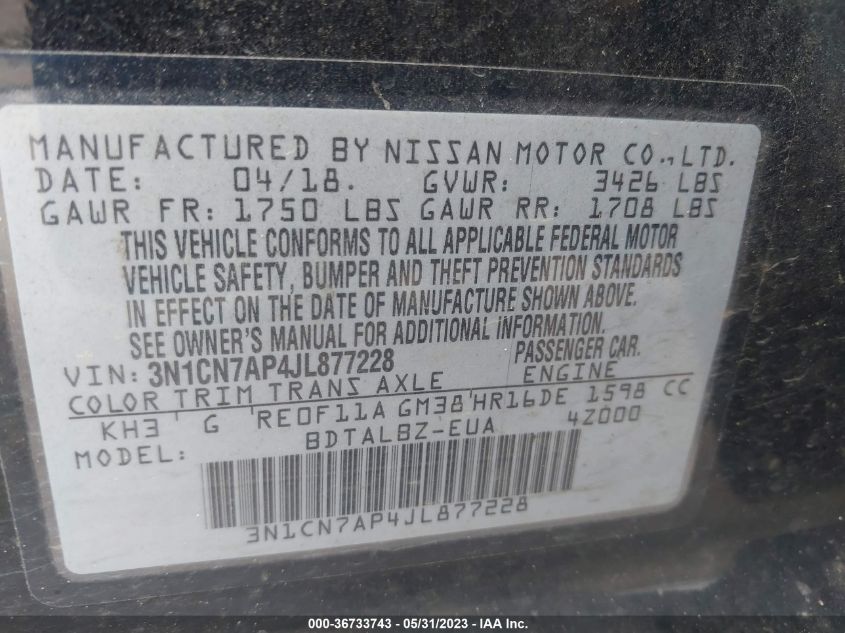 MANUFACTURED BY NISSAN MOTOR CO., LTD.
DATE: 04/18. GVWR: 3426 LBS
GAWR FR: 1750 LBS GAWR RR: 1708 LBS
THIS VEHICLE CONFORMS TO ALL APPLICABLE FEDERAL MOTOR
VEHICLE SAFETY, BUMPER AND THEFT PREVENTION STANDARDS
IN EFFECT ON THE DATE OF MANUFACTURE SHOWN ABOVE.
SEE OWNER'S MANUAL FOR ADDITIONAL INFORMATION.
VIN: 3N1CN7AP4JL877228 PASSENGER CAR.
COLOR TRIM TRANS AXLE ENGINE
KH3 G RE0F11A GM38 HR16DE 1598 CC
MODEL: BDTALBZ-EUA 4Z000
3N1CN7AP4JL877228
000-36733743 - 05/31/2023 - IAA Inc.